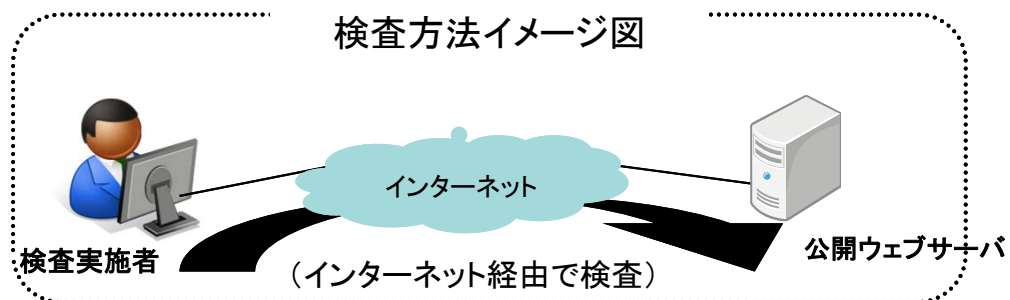 検査方法イメージ図
インターネット
検査実施者
公開ウェブサーバ
（インターネット経由で検査）